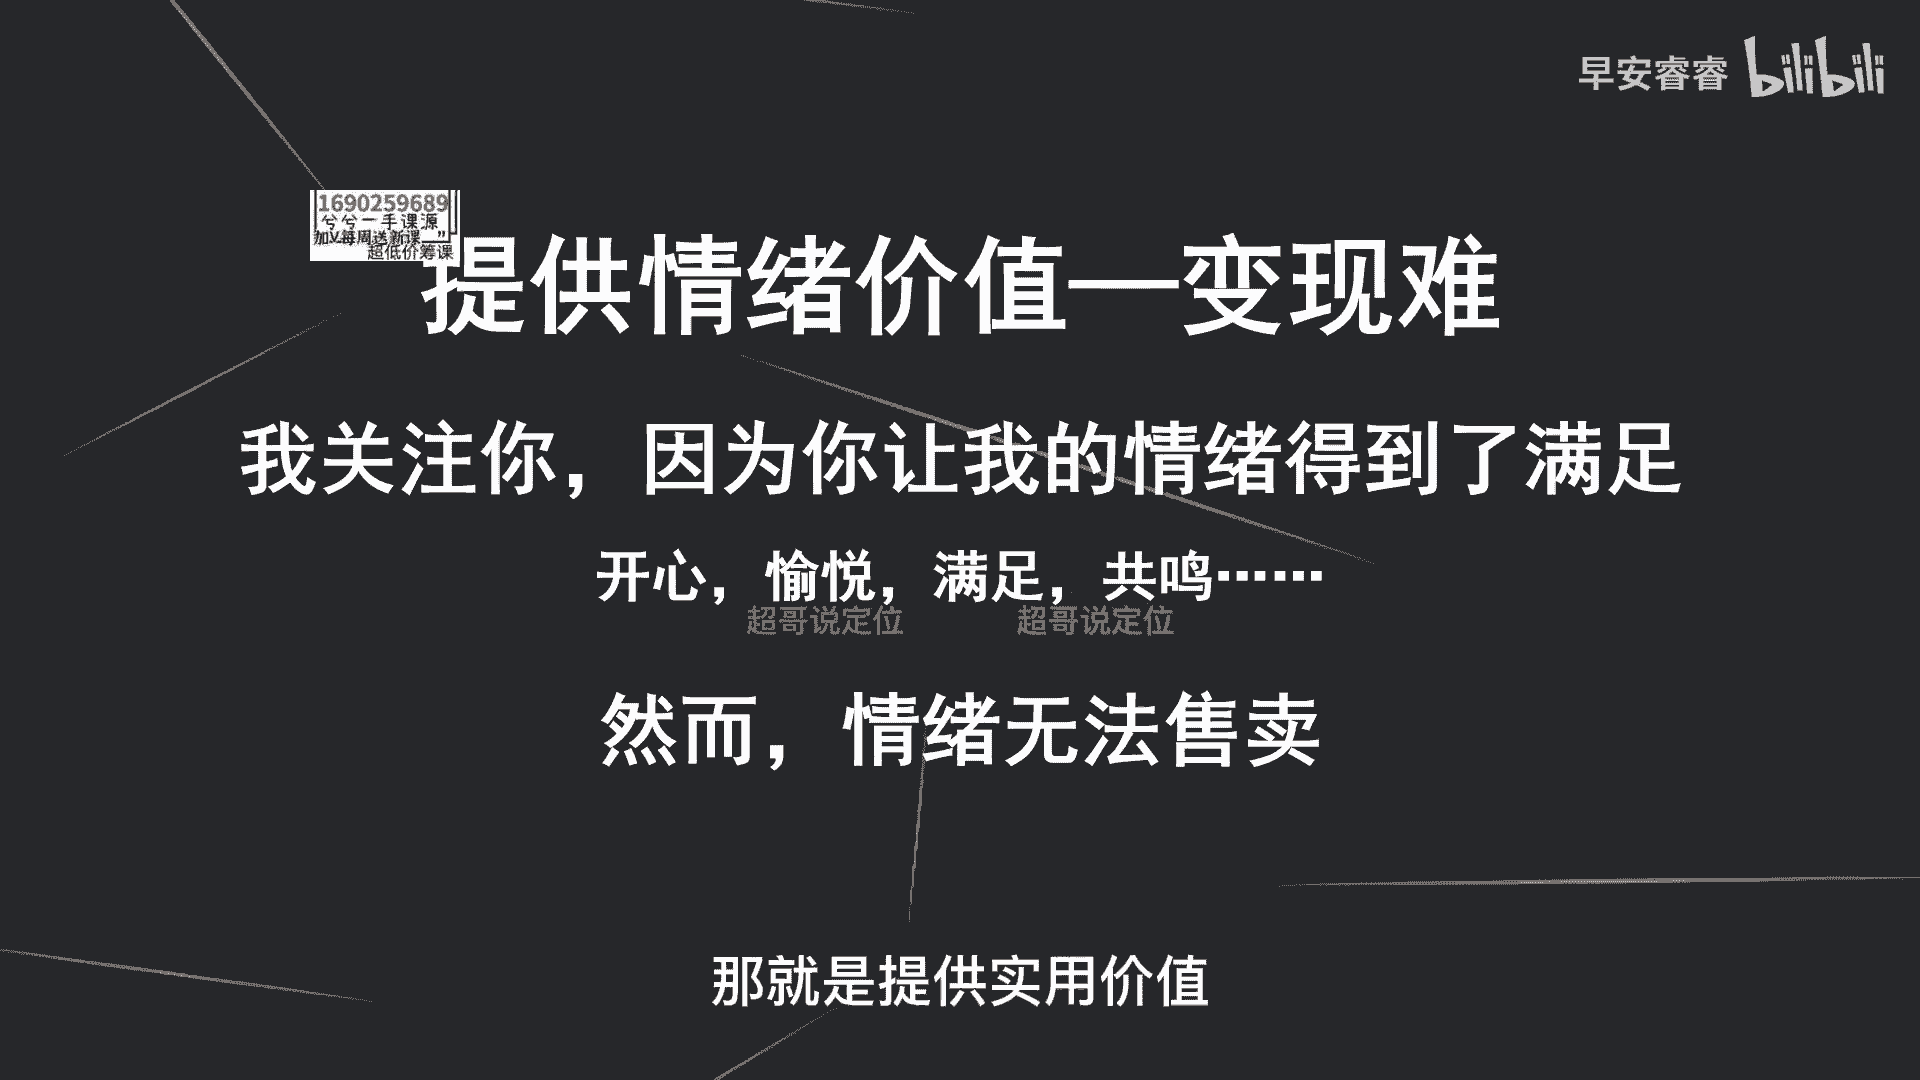 早安睿睿 bilibili
1690259689
兮兮一手课源
加V每周送新课
超低价筹课
提供情绪价值—变现难
我关注你，因为你让我的情绪得到了满足
开心，愉悦，满足，共鸣……
超哥说定位 超哥说定位
然而，情绪无法售卖
那就是提供实用价值